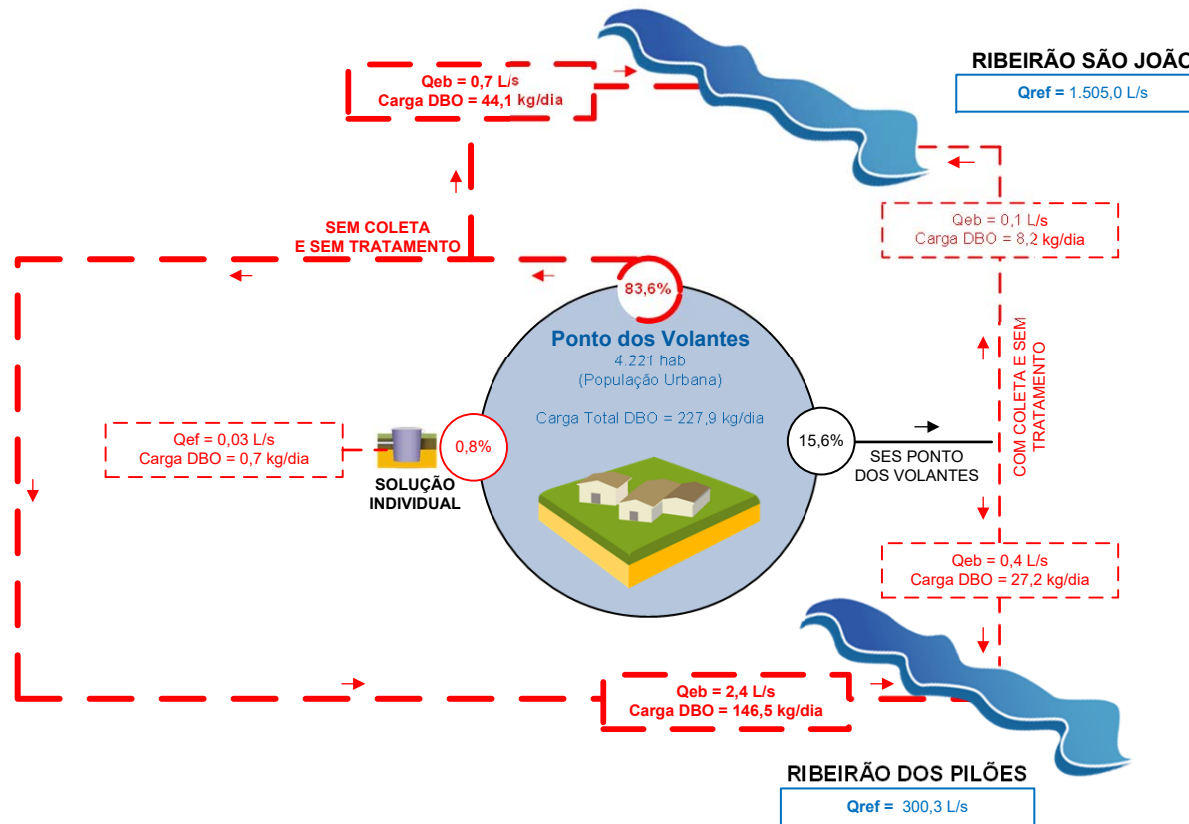 RIBEIRÃO SÃO JOÃO
Qref = 1.505,0 L/s
Qeb = 0,7 L/s
Carga DBO = 44,1 kg/dia
Qeb = 0,1 L/s
Carga DBO = 8,2 kg/dia
SEM COLETA
E SEM TRATAMENTO
83,6%
Ponto dos Volantes
4.221 hab
(População Urbana)
Carga Total DBO = 227,9 kg/dia
Qef = 0,03 L/s
Carga DBO = 0,7 kg/dia
SOLUÇÃO
INDIVIDUAL
0,8%
15,6%
SES PONTO
DOS VOLANTES
COM COLETA E SEM
TRATAMENTO
Qeb = 0,4 L/s
Carga DBO = 27,2 kg/dia
Qeb = 2,4 L/s
Carga DBO = 146,5 kg/dia
RIBEIRÃO DOS PILÕES
Qref = 300,3 L/s